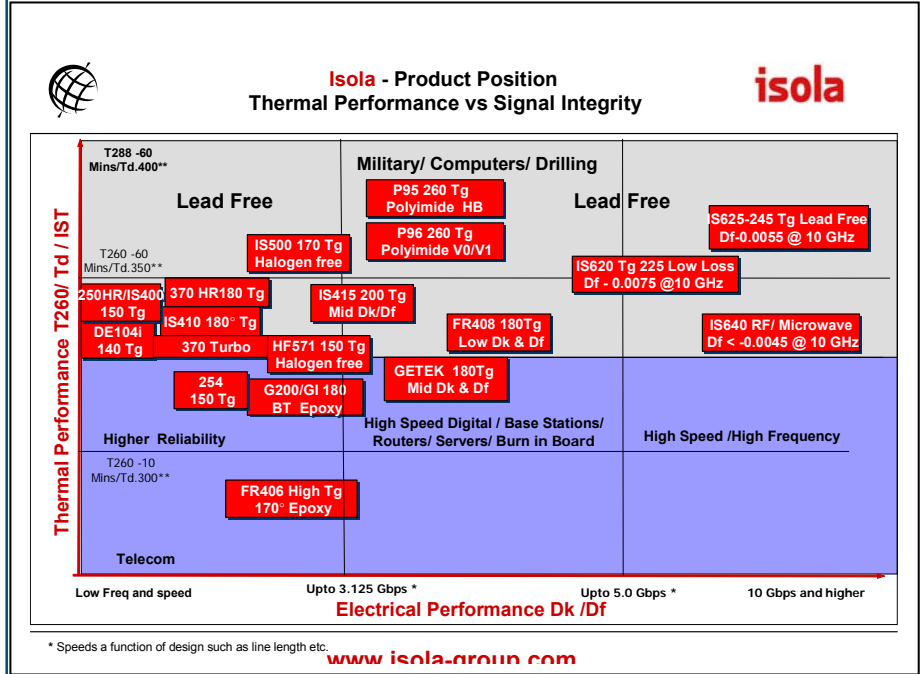 Isola - Product Position
Thermal Performance vs Signal Integrity
isola
Thermal Performance T260/ Td / IST
T288 -60
Mins/Td.400**
Military/ Computers/ Drilling
Lead Free
Lead Free
P95 260 Tg
Polyimide HB
P96 260 Tg
Polyimide V0/V1
IS625-245 Tg Lead Free
Df-0.0055 @ 10 GHz
IS500 170 Tg
Halogen free
T260 -60
Mins/Td.350**
IS620 Tg 225 Low Loss
Df - 0.0075 @10 GHz
250HR/IS400
150 Tg
370 HR180 Tg
IS415 200 Tg
Mid Dk/Df
IS410 180° Tg
FR408 180Tg
Low Dk & Df
IS640 RF/ Microwave
Df < -0.0045 @ 10 GHz
DE104i
140 Tg
370 Turbo
HF571 150 Tg
Halogen free
GETEK 180Tg
Mid Dk & Df
254
150 Tg
G200/GI 180
BT Epoxy
Higher Reliability
High Speed Digital / Base Stations/
Routers/ Servers/ Burn in Board
High Speed /High Frequency
T260 -10
Mins/Td.300**
FR406 High Tg
170° Epoxy
Telecom
Low Freq and speed
Upto 3.125 Gbps *
Upto 5.0 Gbps *
10 Gbps and higher
Electrical Performance Dk /Df
* Speeds a function of design such as line length etc.
www.isola-group.com